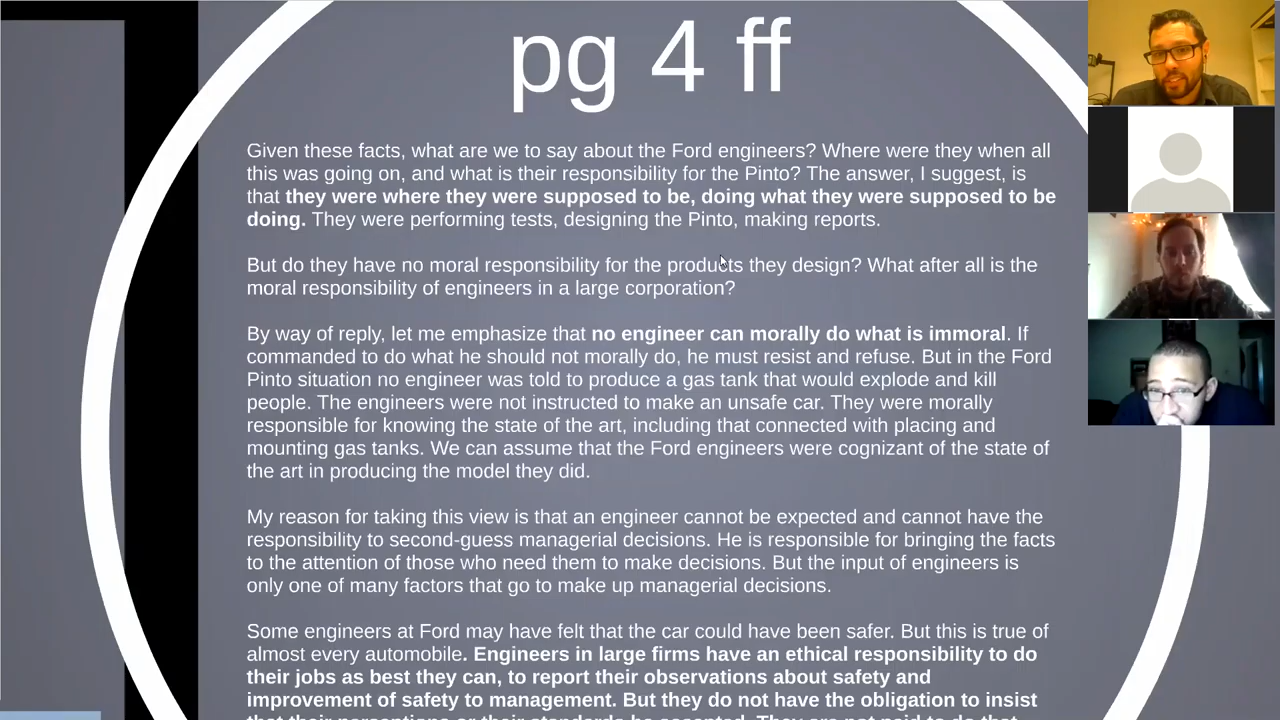 pg 4 ff
Given these facts, what are we to say about the Ford engineers? Where were they when all
this was going on, and what is their responsibility for the Pinto? The answer, I suggest, is
that they were where they were supposed to be, doing what they were supposed to be
doing. They were performing tests, designing the Pinto, making reports.
But do they have no moral responsibility for the products they design? What after all is the
moral responsibility of engineers in a large corporation?
By way of reply, let me emphasize that no engineer can morally do what is immoral. If
commanded to do what he should not morally do, he must resist and refuse. But in the Ford
Pinto situation no engineer was told to produce a gas tank that would explode and kill
people. The engineers were not instructed to make an unsafe car. They were morally
responsible for knowing the state of the art, including that connected with placing and
mounting gas tanks. We can assume that the Ford engineers were cognizant of the state of
the art in producing the model they did.
My reason for taking this view is that an engineer cannot be expected and cannot have the
responsibility to second-guess managerial decisions. He is responsible for bringing the facts
to the attention of those who need them to make decisions. But the input of engineers is
only one of many factors that go to make up managerial decisions.
Some engineers at Ford may have felt that the car could have been safer. But this is true of
almost every automobile. Engineers in large firms have an ethical responsibility to do
their jobs as best they can, to report their observations about safety and
improvement of safety to management. But they do not have the obligation to insist
that their perceptions or their standards be accepted. They are not paid to do that